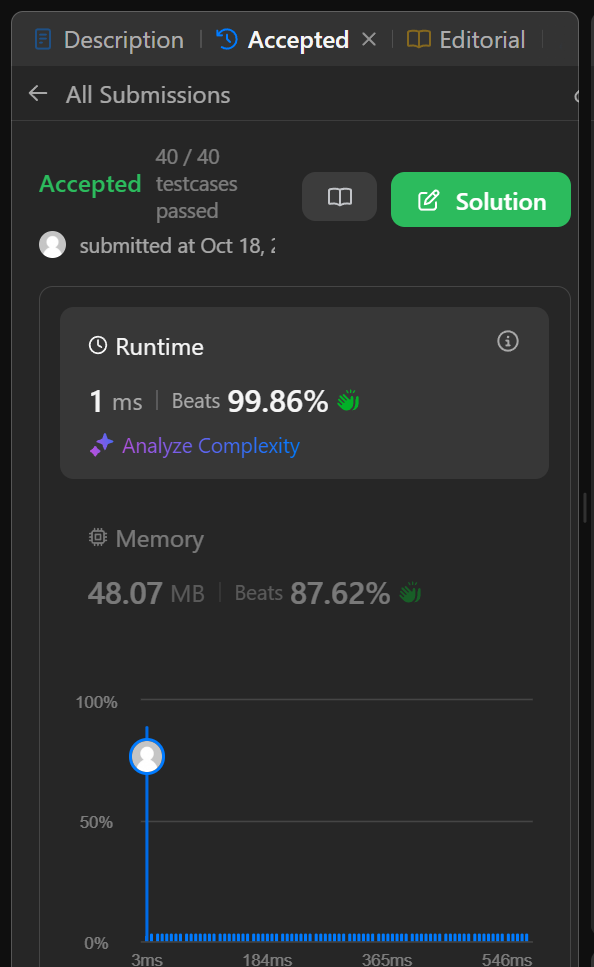 Description
Accepted
Editorial
All Submissions
Accepted
40 / 40
testcases
passed
Solution
submitted at Oct 18,
Runtime
1 ms
Beats 99.86%
Analyze Complexity
Memory
48.07 MB
Beats 87.62%
100%
50%
0%
3ms
184ms
365ms
546ms